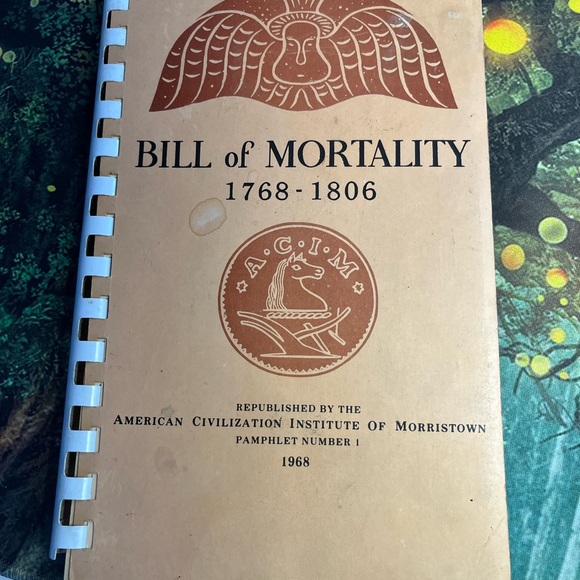 BILL of MORTALITY
1768 - 1806
A · C · I · M
REPUBLISHED BY THE
AMERICAN CIVILIZATION INSTITUTE OF MORRISTOWN
PAMPHLET NUMBER 1
1968